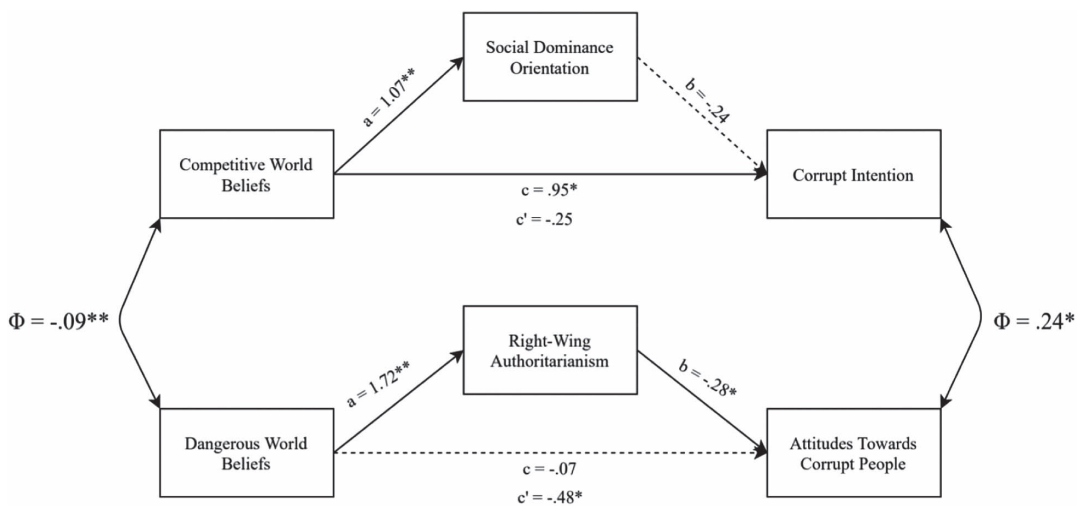 Social Dominance
Orientation
a = 1.07**
b = -.24
Competitive World
Beliefs
Corrupt Intention
c = .95*
c' = -.25
Φ = -.09**
Φ = .24*
Right-Wing
Authoritarianism
a = 1.72**
b = -.28*
Dangerous World
Beliefs
Attitudes Towards
Corrupt People
c = -.07
c' = -.48*